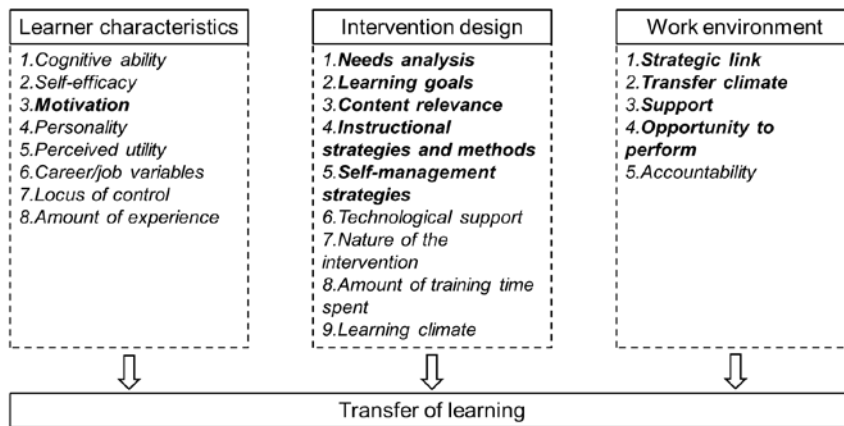 Learner characteristics
1.Cognitive ability
2.Self-efficacy
3.Motivation
4.Personality
5.Perceived utility
6.Career/job variables
7.Locus of control
8.Amount of experience
Intervention design
1.Needs analysis
2.Learning goals
3.Content relevance
4.Instructional
strategies and methods
5.Self-management
strategies
6.Technological support
7.Nature of the
intervention
8.Amount of training time
spent
9.Learning climate
Work environment
1.Strategic link
2.Transfer climate
3.Support
4.Opportunity to
perform
5.Accountability
Transfer of learning